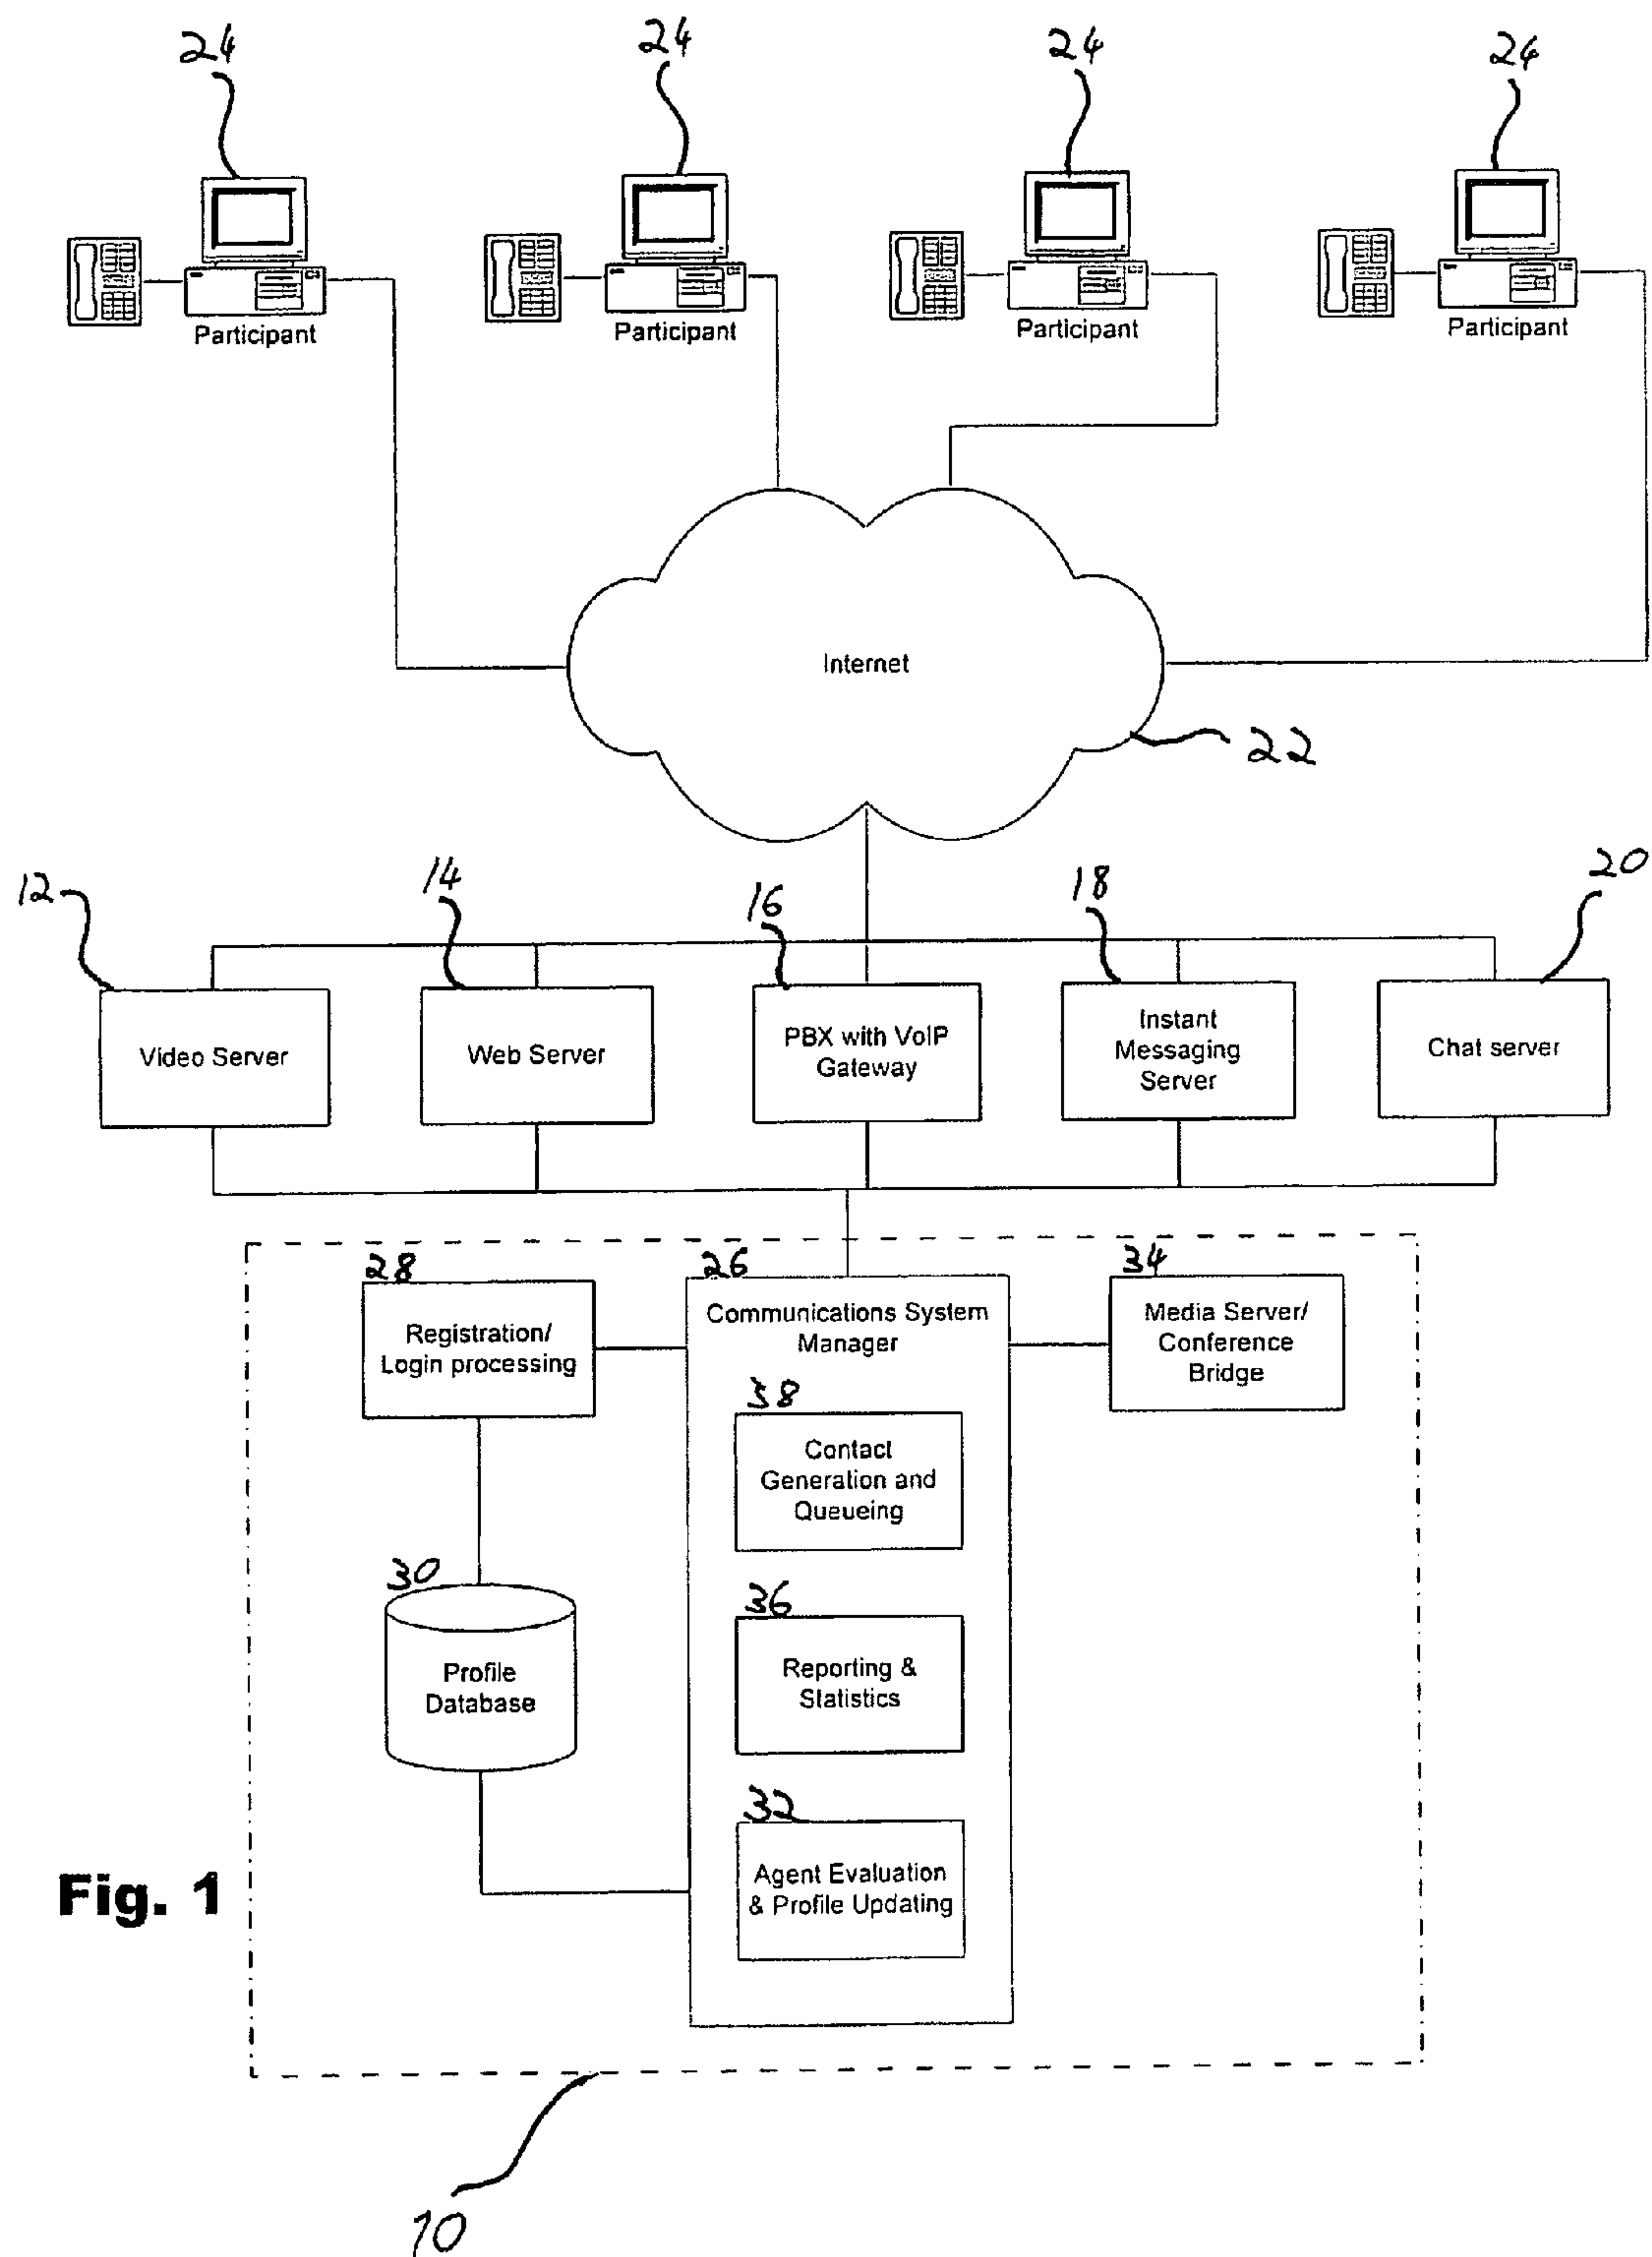 24
24
24
24
Participant
Participant
Participant
Participant
Internet
22
12
14
16
18
20
Video Server
Web Server
PBX with VoIP
Gateway
Instant
Messaging
Server
Chat server
28
26
34
Registration/
Login processing
Communications System
Manager
Media Server/
Conference
Bridge
38
Contact
Generation and
Queueing
30
36
Profile
Database
Reporting &
Statistics
32
Agent Evaluation
& Profile Updating
Fig. 1
10